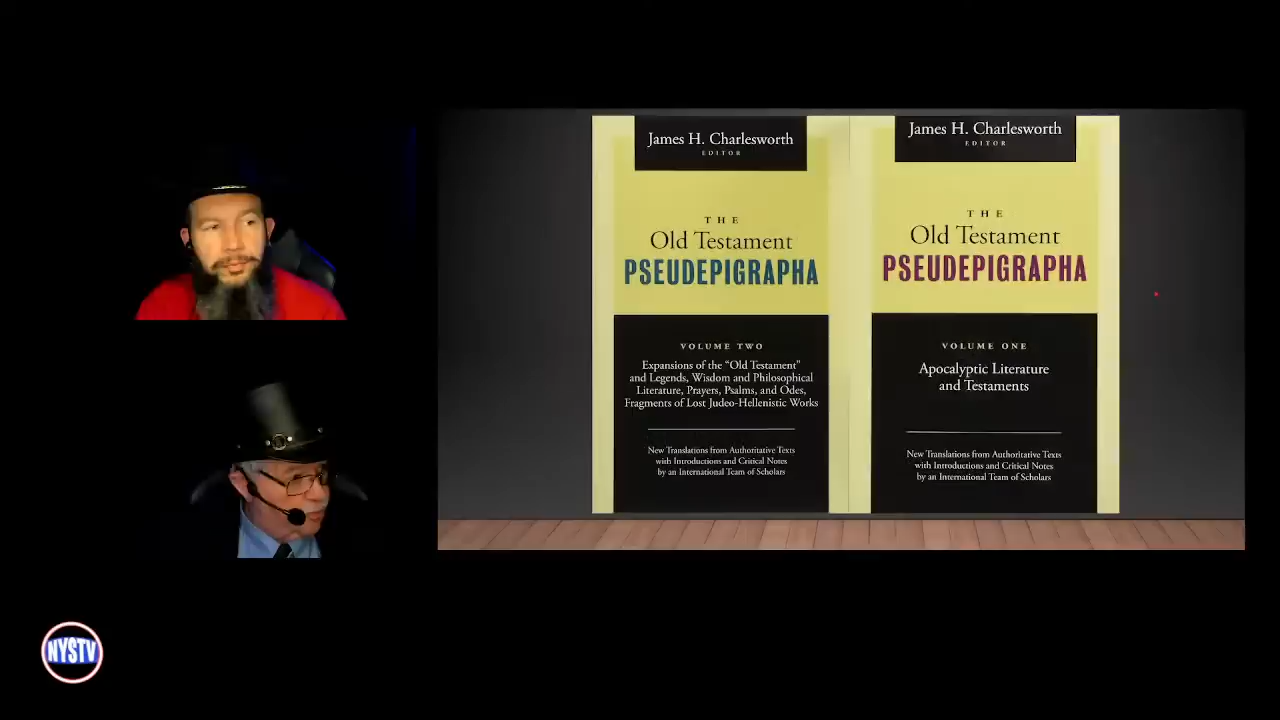 James H. Charlesworth
EDITOR
THE
Old Testament
PSEUDEPIGRAPHA
VOLUME TWO
Expansions of the “Old Testament”
and Legends, Wisdom and Philosophical
Literature, Prayers, Psalms, and Odes,
Fragments of Lost Judeo-Hellenistic Works
New Translations from Authoritative Texts
with Introductions and Critical Notes
by an International Team of Scholars
James H. Charlesworth
EDITOR
THE
Old Testament
PSEUDEPIGRAPHA
VOLUME ONE
Apocalyptic Literature
and Testaments
New Translations from Authoritative Texts
with Introductions and Critical Notes
by an International Team of Scholars
NYSTV